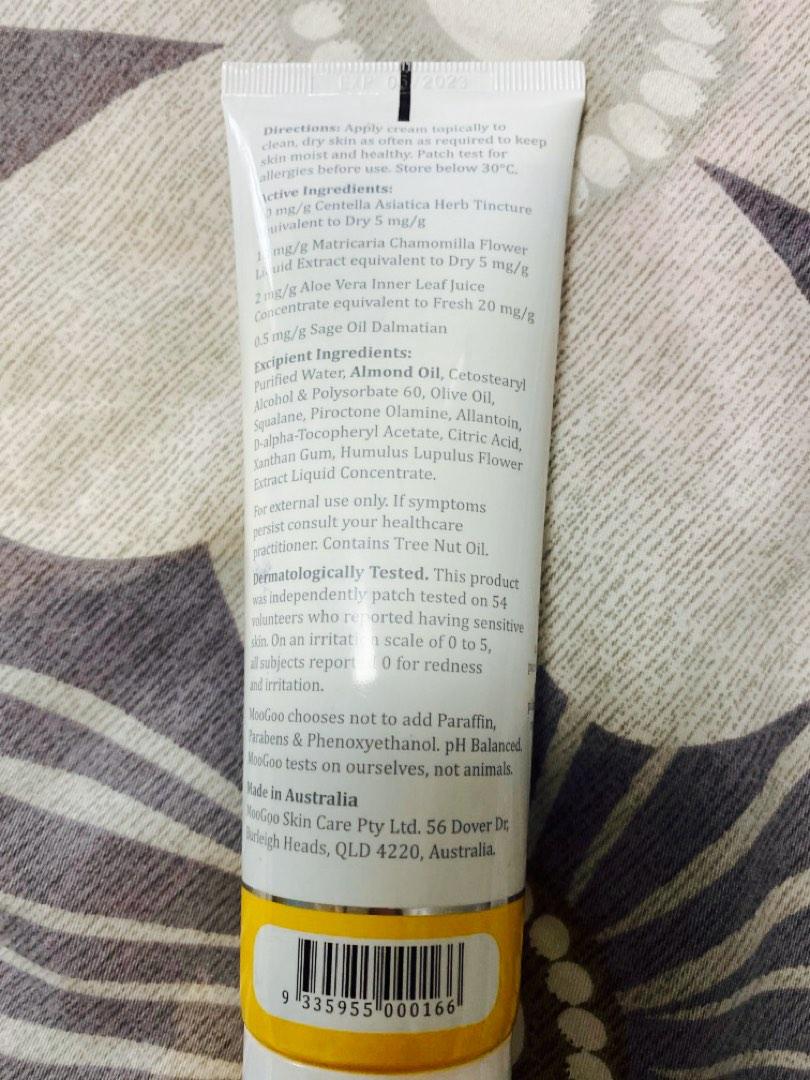 EXP 05 2023
Directions: Apply cream topically to
clean, dry skin as often as required to keep
skin moist and healthy. Patch test for
allergies before use. Store below 30°C.
Active Ingredients:
mg/g Centella Asiatica Herb Tincture
equivalent to Dry 5 mg/g
mg/g Matricaria Chamomilla Flower
Liquid Extract equivalent to Dry 5 mg/g
2 mg/g Aloe Vera Inner Leaf Juice
Concentrate equivalent to Fresh 20 mg/g
0.5 mg/g Sage Oil Dalmatian
Excipient Ingredients:
Purified Water, Almond Oil, Cetostearyl
Alcohol & Polysorbate 60, Olive Oil,
Squalane, Piroctone Olamine, Allantoin,
D-alpha-Tocopheryl Acetate, Citric Acid,
Xanthan Gum, Humulus Lupulus Flower
Extract Liquid Concentrate.
For external use only. If symptoms
persist consult your healthcare
practitioner. Contains Tree Nut Oil.
Dermatologically Tested. This product
was independently patch tested on 54
volunteers who reported having sensitive
skin. On an irritation scale of 0 to 5,
all subjects reported 0 for redness
and irritation.
MooGoo chooses not to add Paraffin,
Parabens & Phenoxyethanol. pH Balanced.
MooGoo tests on ourselves, not animals.
Made in Australia
MooGoo Skin Care Pty Ltd. 56 Dover Dr,
Burleigh Heads, QLD 4220, Australia.
9 335955 000166